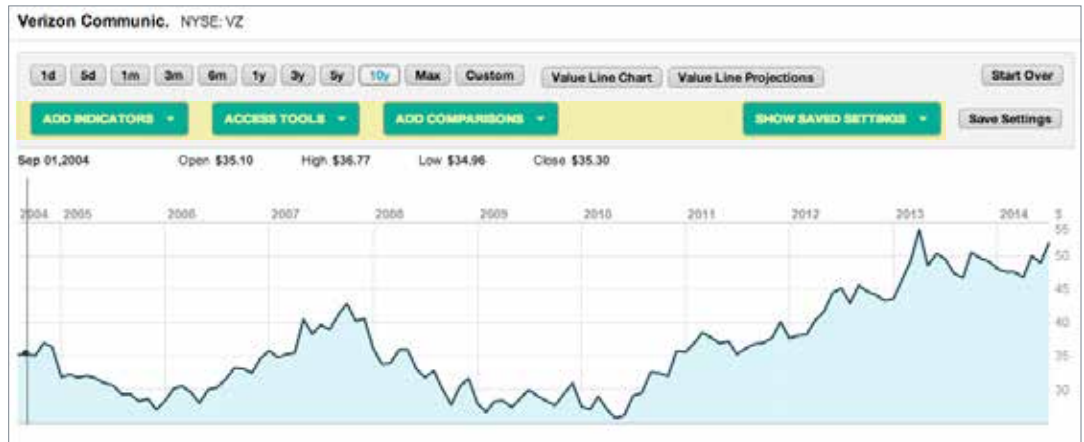 Verizon Communic. NYSE: VZ
1d 5d 1m 3m 6m 1y 3y 5y 10y Max Custom Value Line Chart Value Line Projections Start Over
ADD INDICATORS ACCESS TOOLS ADD COMPARISONS SHOW SAVED SETTINGS Save Settings
Sep 01,2004 Open $35.10 High $36.77 Low $34.96 Close $35.30
2004 2005 2006 2007 2008 2009 2010 2011 2012 2013 2014 $
55
50
45
40
35
30